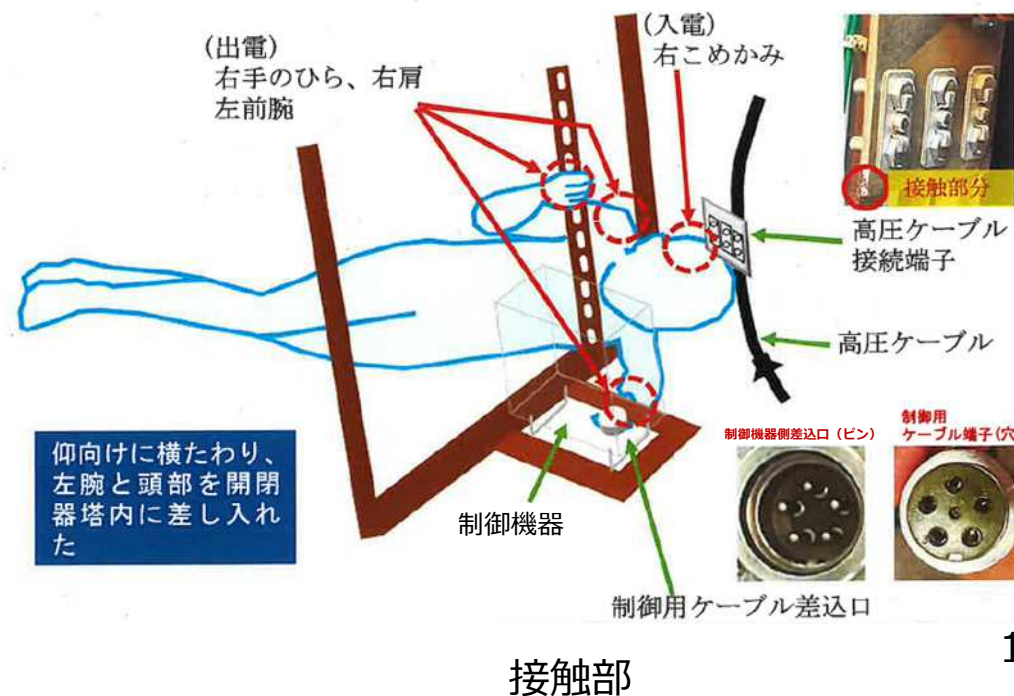 (出電)
右手のひら、右肩
左前腕
(入電)
右こめかみ
接触部分
高圧ケーブル
接続端子
高圧ケーブル
仰向けに横たわり、
左腕と頭部を開閉
器塔内に差し入れ
た
制御機器
制御機器側差込口（ピン）
制御用
ケーブル端子(穴
制御用ケーブル差込口
1
接触部